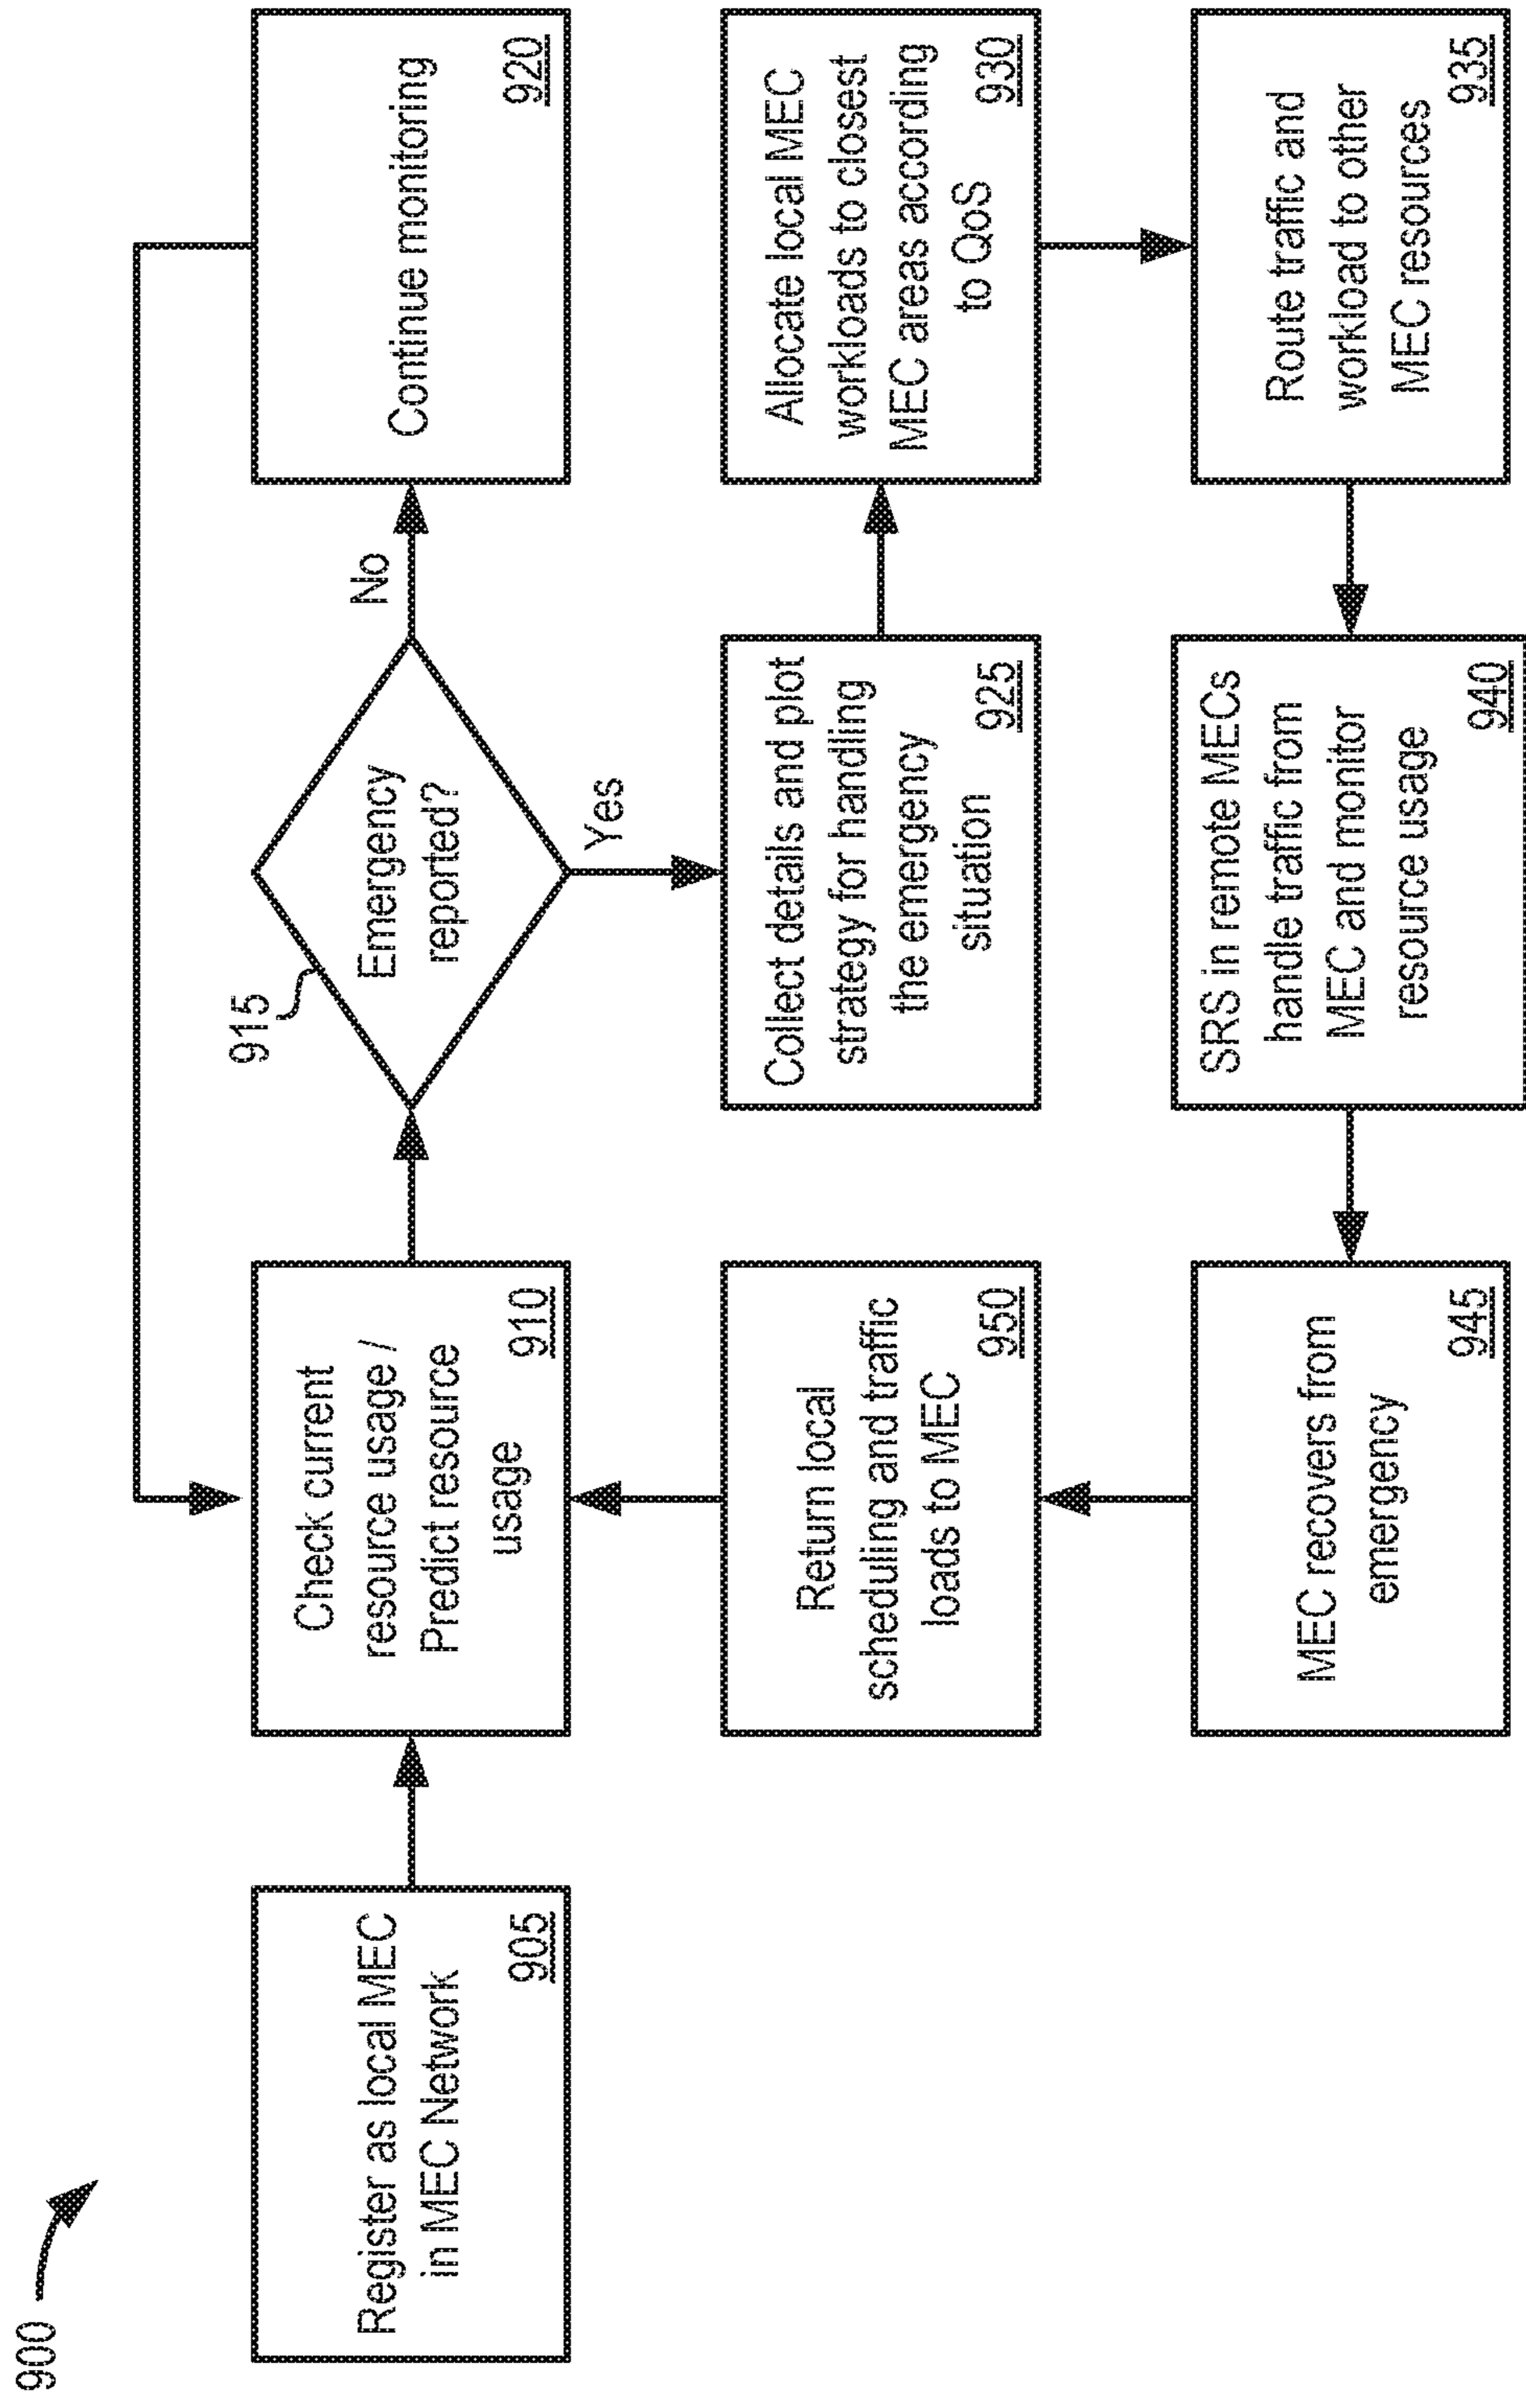 900
Register as local MEC
in MEC Network
905
Check current
resource usage /
Predict resource
usage
910
915
Emergency
reported?
No
Yes
Continue monitoring
920
Collect details and plot
strategy for handling
the emergency
situation
925
Allocate local MEC
workloads to closest
MEC areas according
to QoS
930
Route traffic and
workload to other
MEC resources
935
SRS in remote MECs
handle traffic from
MEC and monitor
resource usage
940
MEC recovers from
emergency
945
Return local
scheduling and traffic
loads to MEC
950